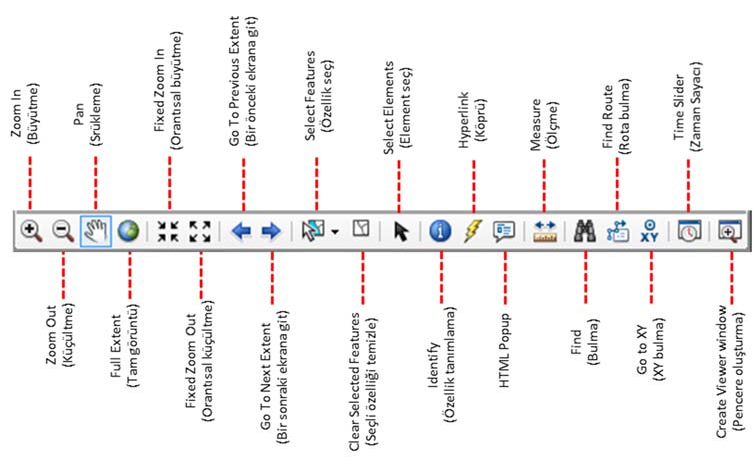 Zoom In
(Büyütme)
Pan
(Srükleme)
Fixed Zoom In
(Orantısal büyütme)
Go To Previous Extent
(Bir önceki ekrana git)
Select Features
(Özellik seç)
Select Elements
(Element seç)
Hyperlink
(Köprü)
Measure
(Ölçme)
Find Route
(Rota bulma)
Time Slider
(Zaman Sayacı)
XY
Zoom Out
(Küçültme)
Full Extent
(Tam görüntü)
Fixed Zoom Out
(Orantısal küçültme)
Go To Next Extent
(Bir sonraki ekrana git)
Clear Selected Features
(Seçli özelliği temizle)
Identify
(Özellik tanımlama)
HTML Popup
Find
(Bulma)
Go to XY
(XY bulma)
Create Viewer window
(Pencere oluşturma)